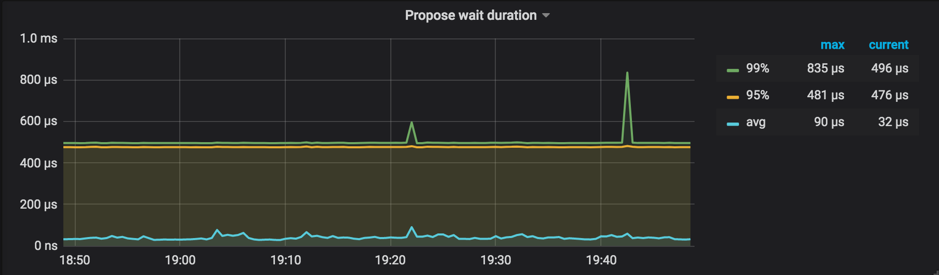 Propose wait duration
1.0 ms
800 µs
600 µs
400 µs
200 µs
0 ns
18:50 19:00 19:10 19:20 19:30 19:40
max current
99% 835 µs 496 µs
95% 481 µs 476 µs
avg 90 µs 32 µs